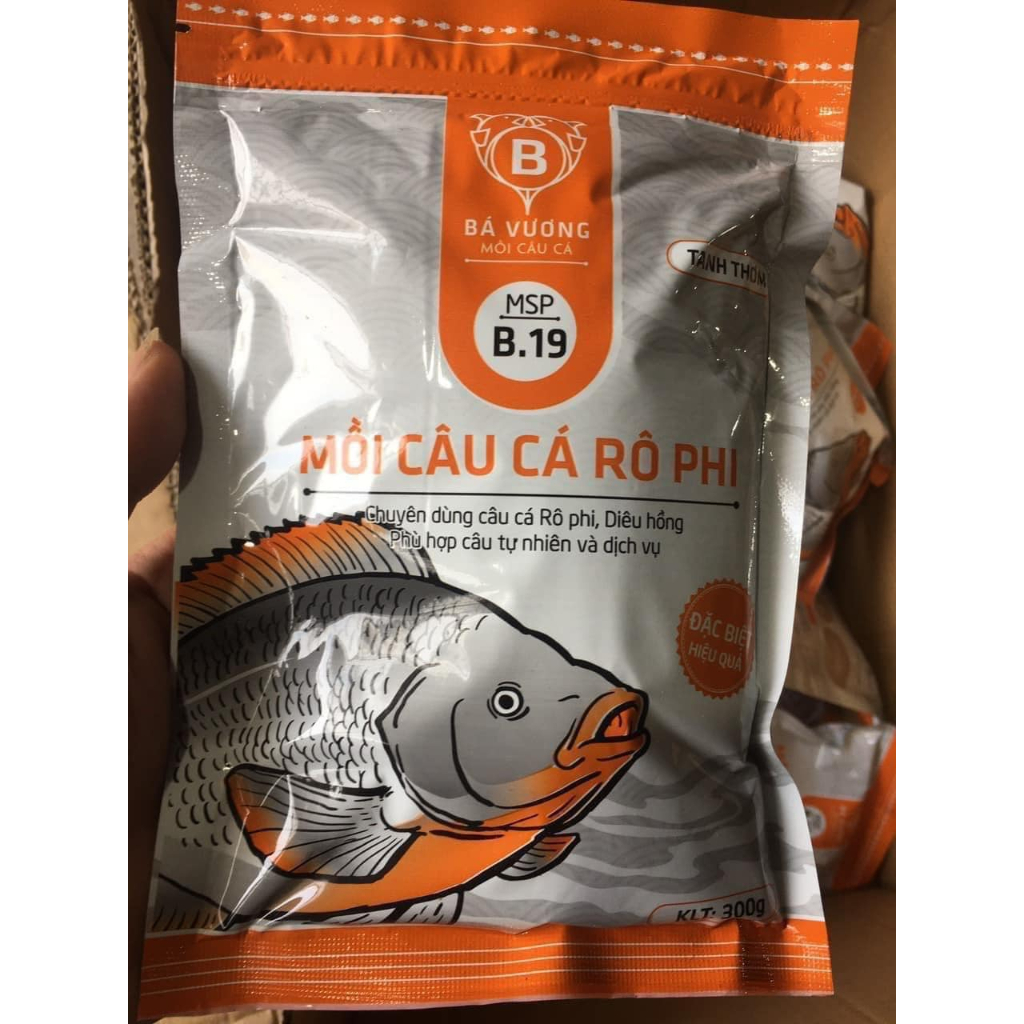 B
BÁ VƯƠNG
MỒI CÂU CÁ
TANH THƠM
MSP
B.19
MỒI CÂU CÁ RÔ PHI
Chuyên dùng câu cá Rô phi, Diêu hồng
Phù hợp câu tự nhiên và dịch vụ
ĐẶC BIỆT
HIỆU QUẢ
KLT: 300g